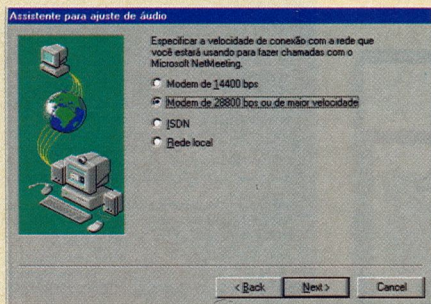 Assistente para ajuste de áudio
Especificar a velocidade de conexão com a rede que
você estará usando para fazer chamadas com o
Microsoft NetMeeting.
Modem de 14400 bps
Modem de 28800 bps ou de maior velocidade
ISDN
Rede local
< Back
Next >
Cancel